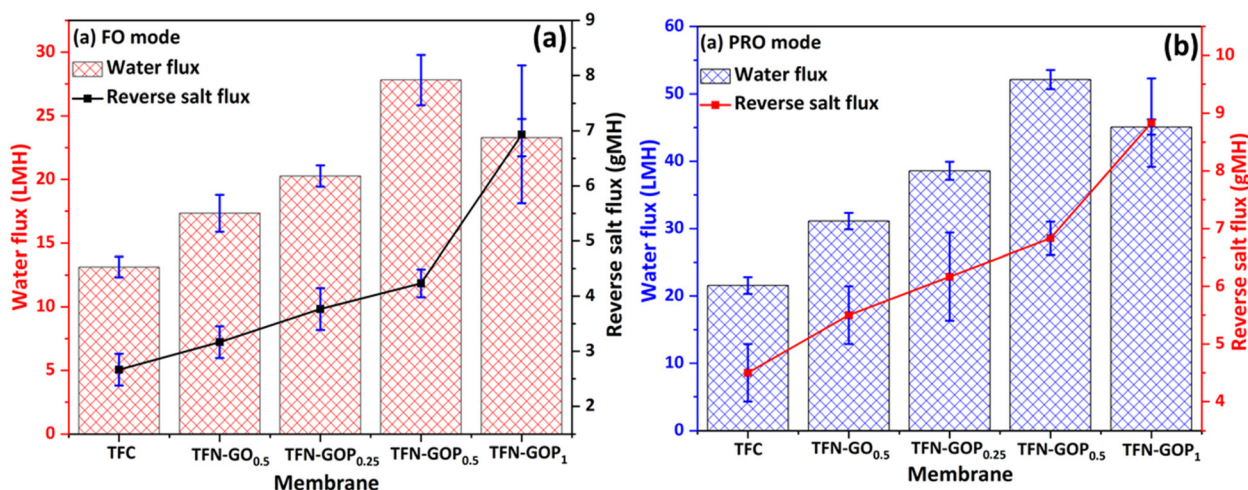 (a) FO mode
(a)
Water flux
Reverse salt flux
Water flux (LMH)
30
25
20
15
10
5
0
Reverse salt flux (gMH)
9
8
7
6
5
4
3
2
TFC
TFN-GO0.5
TFN-GOP0.25
TFN-GOP0.5
TFN-GOP1
Membrane
(a) PRO mode
(b)
Water flux
Reverse salt flux
Water flux (LMH)
60
50
40
30
20
10
0
Reverse salt flux (gMH)
10
9
8
7
6
5
4
TFC
TFN-GO0.5
TFN-GOP0.25
TFN-GOP0.5
TFN-GOP1
Membrane